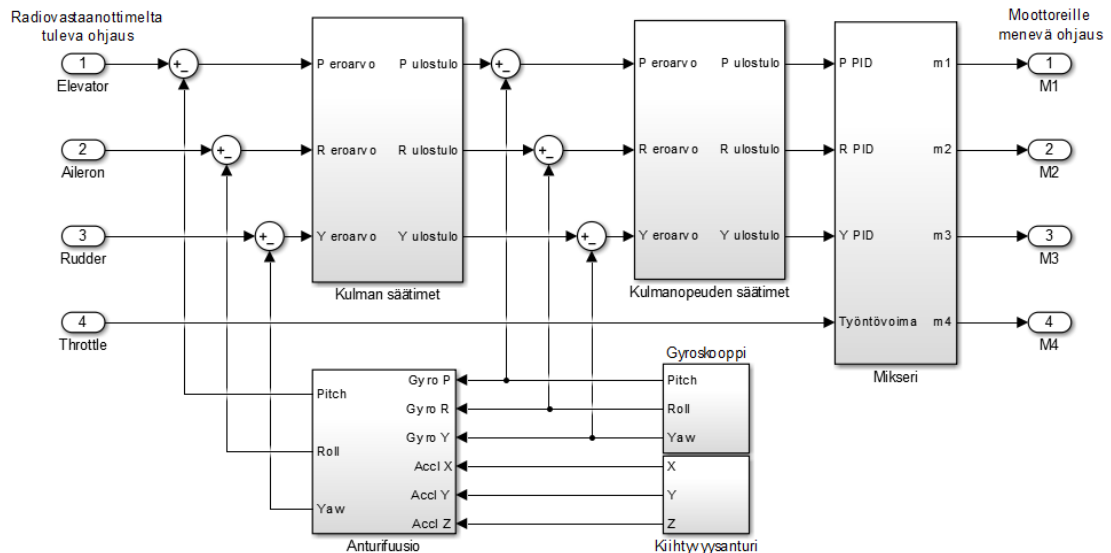 Radiovastaanottimelta
tuleva ohjaus
Moottoreille
menevä ohjaus
1
Elevator
2
Aileron
3
Rudder
4
Throttle
+
_
+
_
+
_
P eroarvo
P ulostulo
R eroarvo
R ulostulo
Y eroarvo
Y ulostulo
Kulman säätimet
+
_
+
_
+
_
P eroarvo
P ulostulo
R eroarvo
R ulostulo
Y eroarvo
Y ulostulo
Kulmanopeuden säätimet
P PID
m1
R PID
m2
Y PID
m3
Työntövoima
m4
Mikseri
1
M1
2
M2
3
M3
4
M4
Gyroskooppi
Pitch
Roll
Yaw
X
Y
Z
Kiihtyvyysanturi
Gyro P
Pitch
Gyro R
Gyro Y
Roll
Accl X
Accl Y
Yaw
Accl Z
Anturifuusio